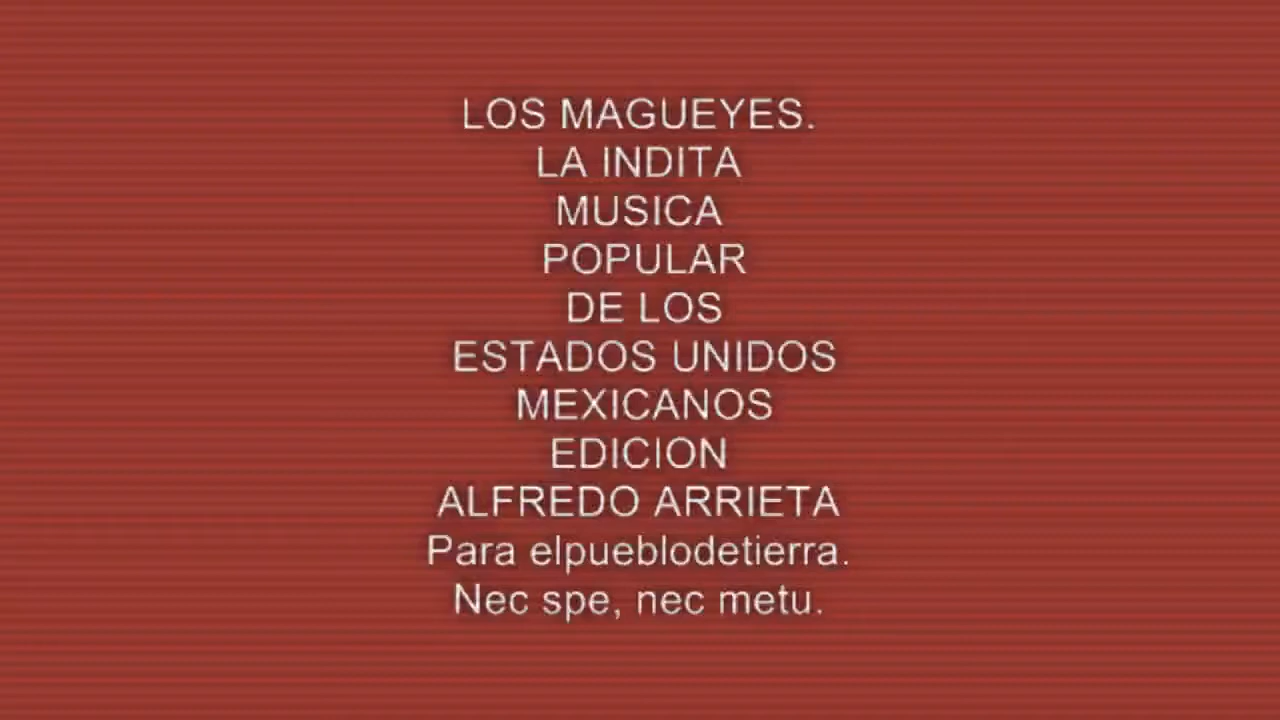 LOS MAGUEYES.
LA INDITA
MUSICA
POPULAR
DE LOS
ESTADOS UNIDOS
MEXICANOS
EDICION
ALFREDO ARRIETA
Para elpueblodetierra.
Nec spe, nec metu.